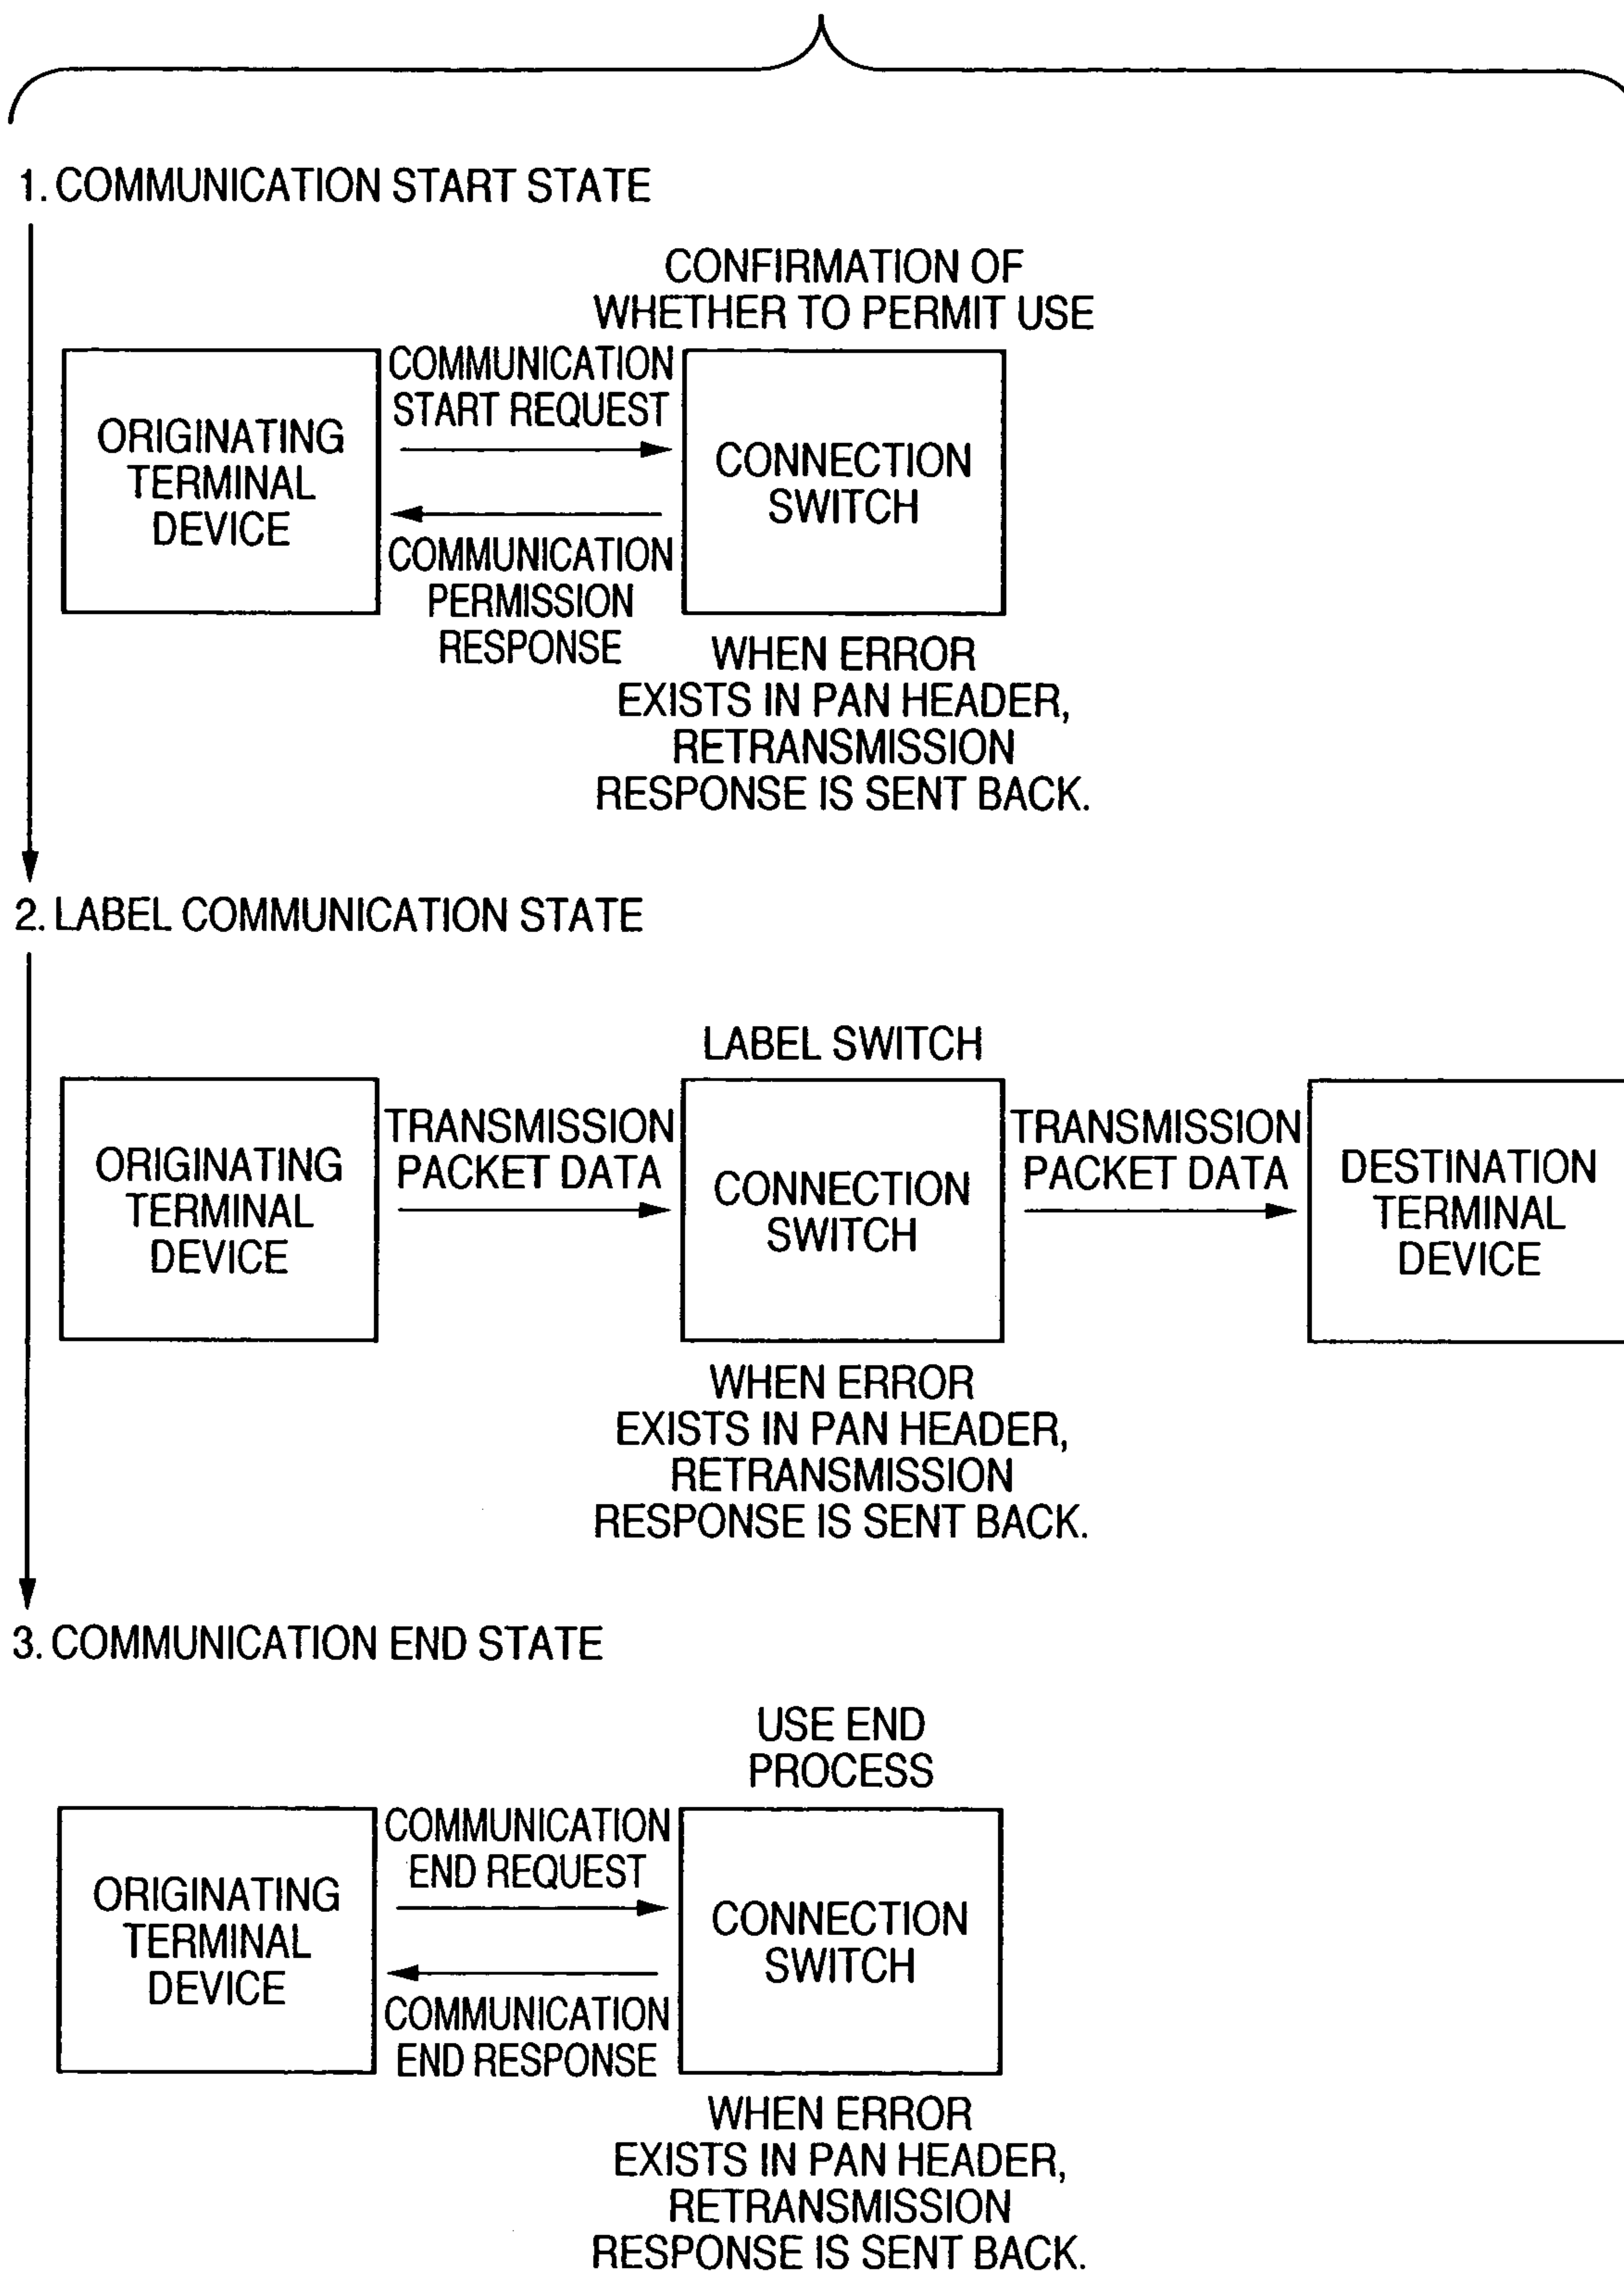 1. COMMUNICATION START STATE
CONFIRMATION OF
WHETHER TO PERMIT USE
ORIGINATING
TERMINAL
DEVICE
COMMUNICATION
START REQUEST
COMMUNICATION
PERMISSION
RESPONSE
CONNECTION
SWITCH
WHEN ERROR
EXISTS IN PAN HEADER,
RETRANSMISSION
RESPONSE IS SENT BACK.
2. LABEL COMMUNICATION STATE
LABEL SWITCH
ORIGINATING
TERMINAL
DEVICE
TRANSMISSION
PACKET DATA
CONNECTION
SWITCH
TRANSMISSION
PACKET DATA
DESTINATION
TERMINAL
DEVICE
WHEN ERROR
EXISTS IN PAN HEADER,
RETRANSMISSION
RESPONSE IS SENT BACK.
3. COMMUNICATION END STATE
USE END
PROCESS
ORIGINATING
TERMINAL
DEVICE
COMMUNICATION
END REQUEST
COMMUNICATION
END RESPONSE
CONNECTION
SWITCH
WHEN ERROR
EXISTS IN PAN HEADER,
RETRANSMISSION
RESPONSE IS SENT BACK.